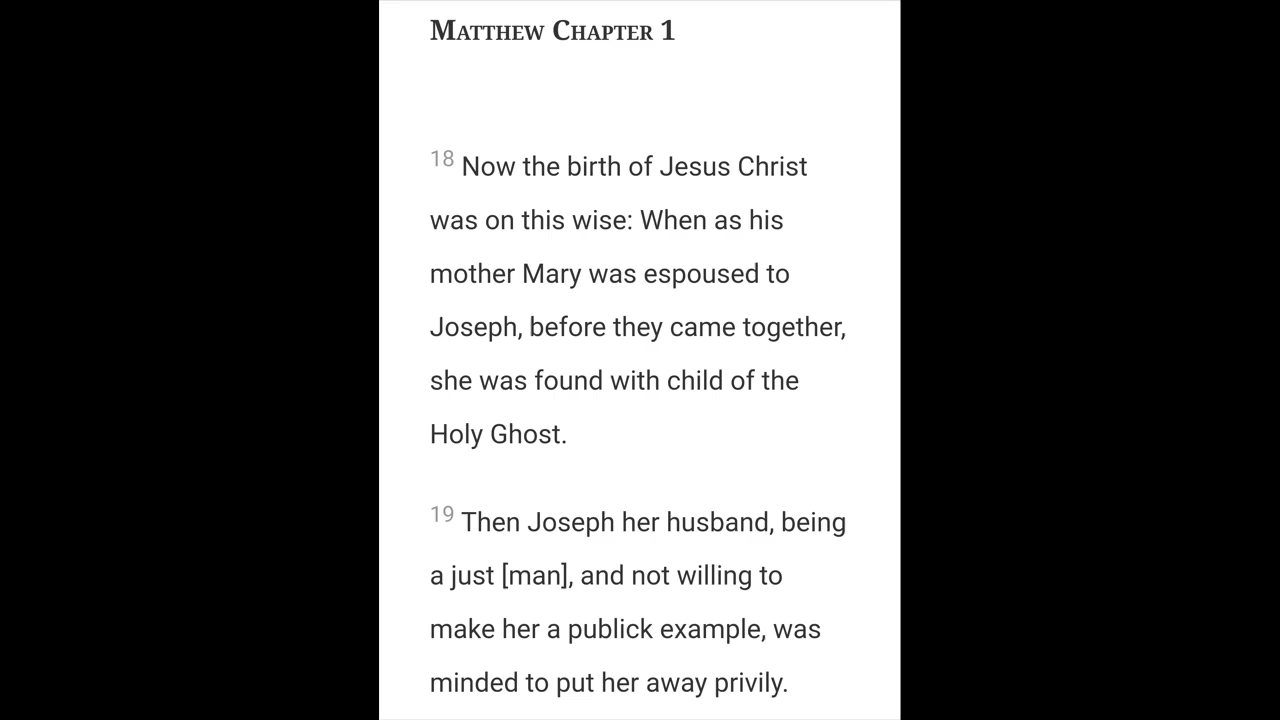 Matthew Chapter 1
18 Now the birth of Jesus Christ
was on this wise: When as his
mother Mary was espoused to
Joseph, before they came together,
she was found with child of the
Holy Ghost.
19 Then Joseph her husband, being
a just [man], and not willing to
make her a publick example, was
minded to put her away privily.